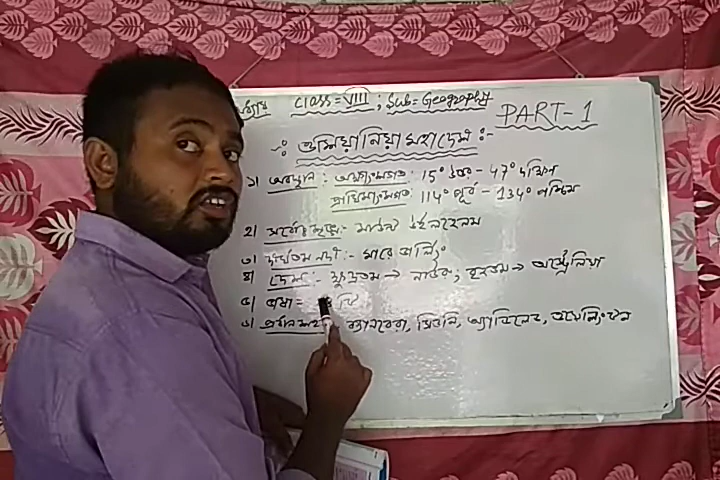 ধ্যায় Class = VIII ; Sub = Geography
PART-1
ওশিয়ানিয়া মহাদেশ :-
১) অবস্থান : অক্ষাংশগত : 15° উত্তর - 47° দক্ষিণ
দ্রাঘিমাংশগত : 114° পূর্ব - 134° পশ্চিম
২) সর্বোচ্চ শৃঙ্গ :- মাউন্ট উইলহেলম
৩) দীর্ঘতম নদী :- মারে ডার্লিং
৪) দেশ :- ক্ষুদ্রতম → নাউরু ; বৃহত্তম → অস্ট্রেলিয়া
৫) ভাষা =
৬) প্রধান শহর ক্যানবেরা, সিডনি, অ্যাডিলেড, ওয়েলিংটন